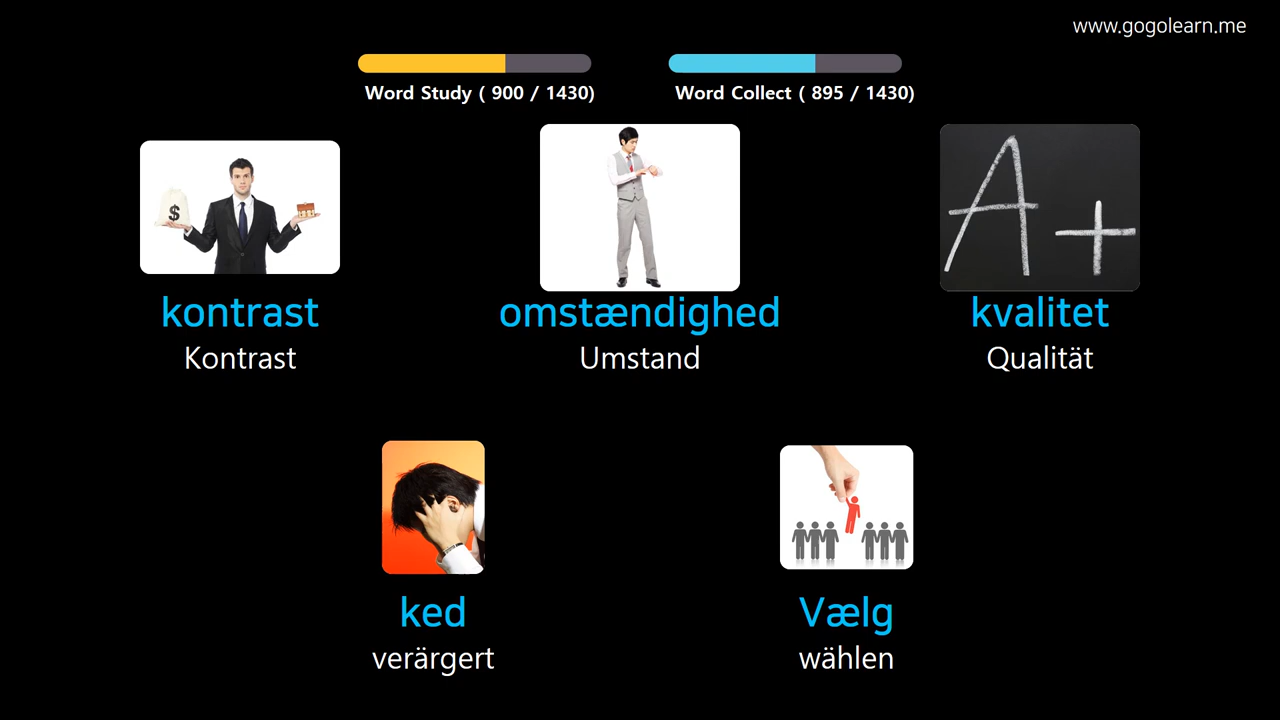 www.gogolearn.me
Word Study ( 900 / 1430)
Word Collect ( 895 / 1430)
$
A+
kontrast
omstændighed
kvalitet
Kontrast
Umstand
Qualität
ked
Vælg
verärgert
wählen